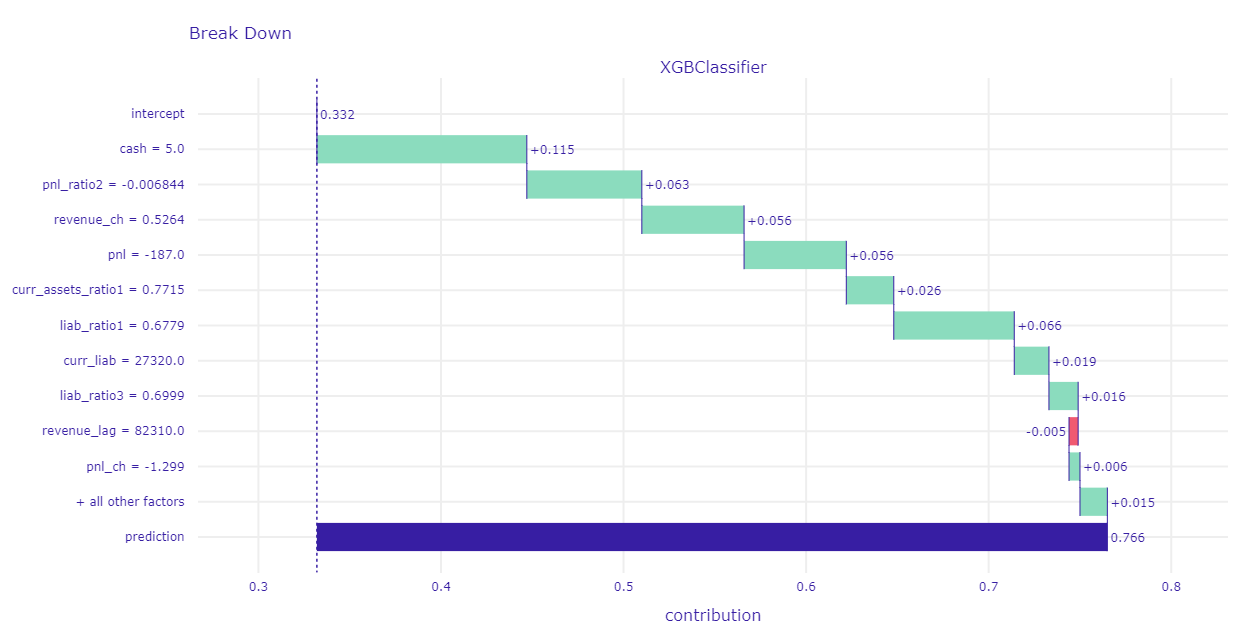 Break Down
XGBClassifier
intercept 0.332
cash = 5.0 +0.115
pnl_ratio2 = -0.006844 +0.063
revenue_ch = 0.5264 +0.056
pnl = -187.0 +0.056
curr_assets_ratio1 = 0.7715 +0.026
liab_ratio1 = 0.6779 +0.066
curr_liab = 27320.0 +0.019
liab_ratio3 = 0.6999 +0.016
revenue_lag = 82310.0 -0.005
pnl_ch = -1.299 +0.006
+ all other factors +0.015
prediction 0.766
0.3 0.4 0.5 0.6 0.7 0.8
contribution